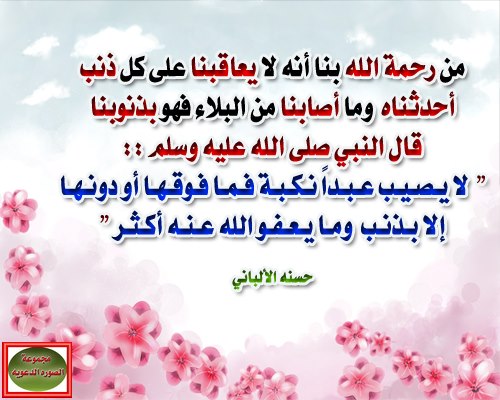 من رحمة الله بنا أنه لا يعاقبنا على كل ذنب
أحدثناه وما أصابنا من البلاء فهو بذنوبنا
قال النبي صلى الله عليه وسلم ::
" لا يصيب عبداً نكبة فما فوقها أو دونها
إلا بذنب وما يعفو الله عنه أكثر "
حسنه الألباني
مجموعة
الصوره الدعويه